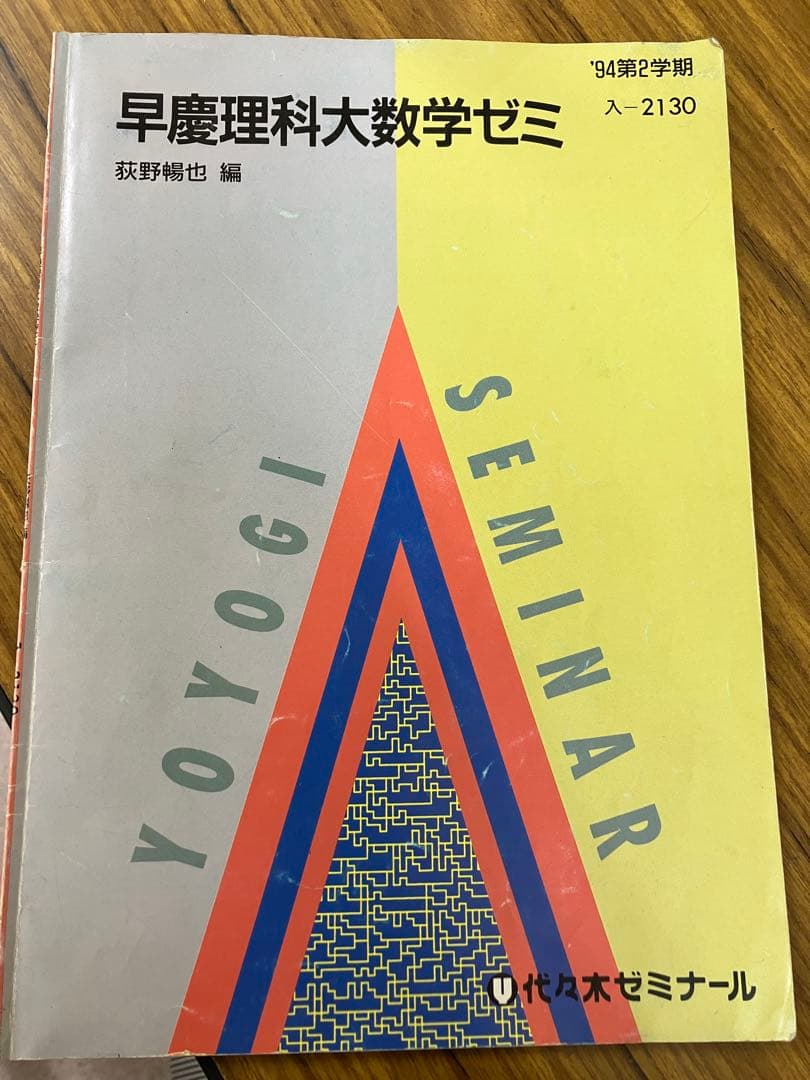 '94第2学期
早慶理科大数学ゼミ
入-2130
荻野暢也 編
YOYOGI
SEMINAR
代々木ゼミナール